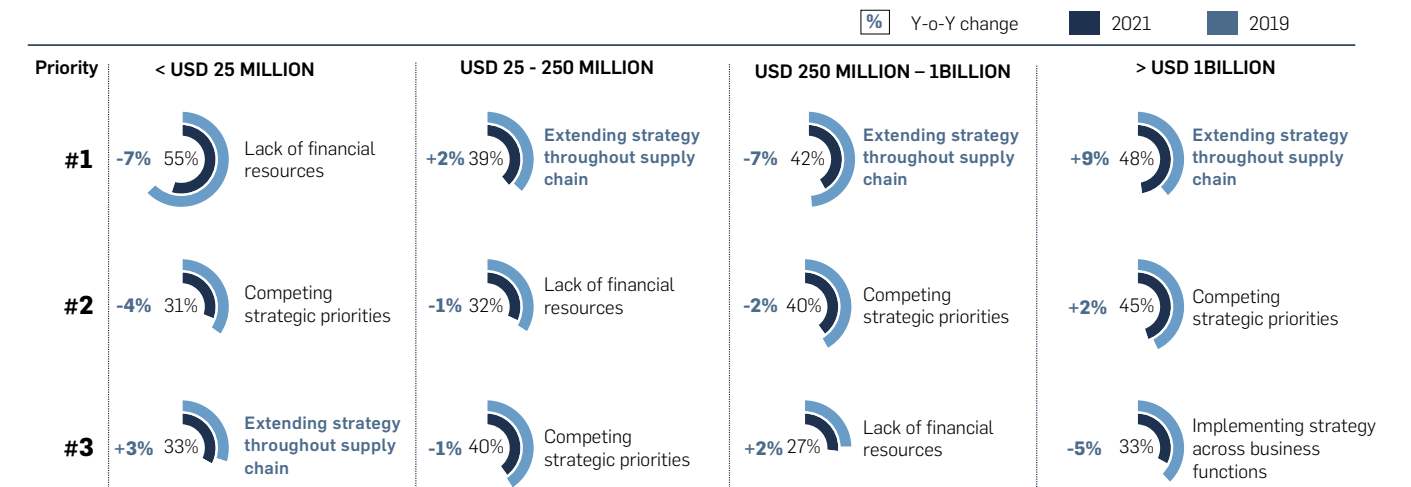 % Y-o-Y change 2021 2019
Priority < USD 25 MILLION USD 25 - 250 MILLION USD 250 MILLION – 1BILLION > USD 1BILLION
#1
-7% 55%
Lack of financial
resources
+2% 39%
Extending strategy
throughout supply
chain
-7% 42%
Extending strategy
throughout supply
chain
+9% 48%
Extending strategy
throughout supply
chain
#2
-4% 31%
Competing
strategic priorities
-1% 32%
Lack of financial
resources
-2% 40%
Competing
strategic priorities
+2% 45%
Competing
strategic priorities
#3
+3% 33%
Extending strategy
throughout supply
chain
-1% 40%
Competing
strategic priorities
+2% 27%
Lack of financial
resources
-5% 33%
Implementing strategy
across business
functions